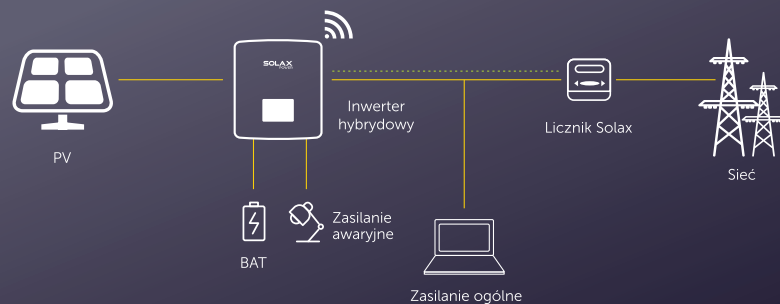 SOLAX
POWER
Inwerter
hybrydowy
Licznik Solax
PV
Sieć
Zasilanie
awaryjne
BAT
Zasilanie ogólne